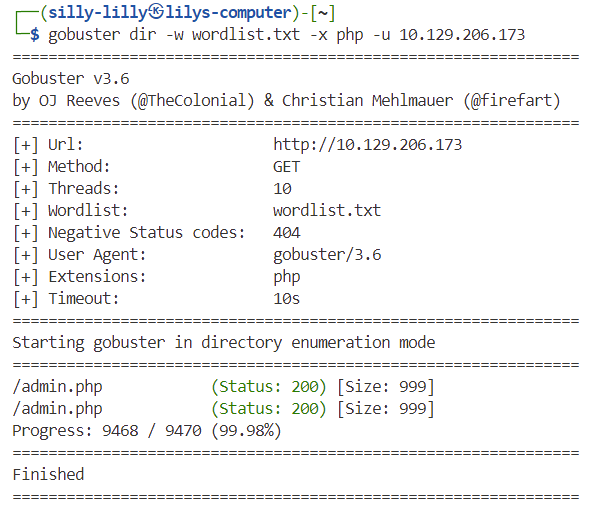 ┌──(silly-lilly㉿lilys-computer)-[~]
└─$ gobuster dir -w wordlist.txt -x php -u 10.129.206.173
===============================================================
Gobuster v3.6
by OJ Reeves (@TheColonial) & Christian Mehlmauer (@firefart)
===============================================================
[+] Url:                     http://10.129.206.173
[+] Method:                  GET
[+] Threads:                 10
[+] Wordlist:                wordlist.txt
[+] Negative Status codes:   404
[+] User Agent:              gobuster/3.6
[+] Extensions:              php
[+] Timeout:                 10s
===============================================================
Starting gobuster in directory enumeration mode
===============================================================
/admin.php            (Status: 200) [Size: 999]
/admin.php            (Status: 200) [Size: 999]
Progress: 9468 / 9470 (99.98%)
===============================================================
Finished
===============================================================